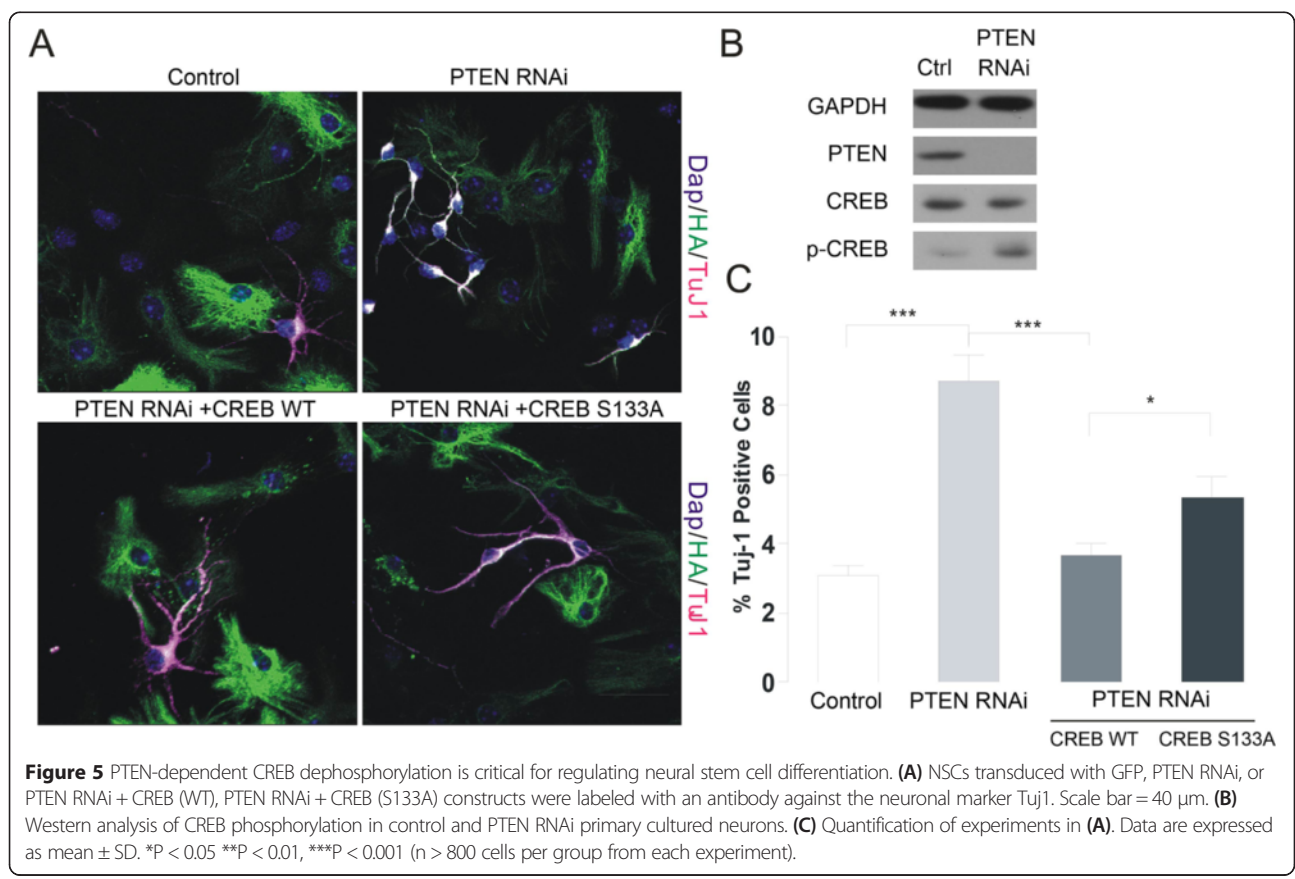 A
Control
PTEN RNAi
Dap/HA/TuJ1
PTEN RNAi +CREB WT
PTEN RNAi +CREB S133A
Dap/HA/TuJ1
B
Ctrl
PTEN
RNAi
GAPDH
PTEN
CREB
p-CREB
C
***
***
*
% Tuj-1 Positive Cells
10
8
6
4
2
0
Control
PTEN RNAi
PTEN RNAi
CREB WT
CREB S133A
Figure 5 PTEN-dependent CREB dephosphorylation is critical for regulating neural stem cell differentiation. (A) NSCs transduced with GFP, PTEN RNAi, or
PTEN RNAi + CREB (WT), PTEN RNAi + CREB (S133A) constructs were labeled with an antibody against the neuronal marker Tuj1. Scale bar = 40 μm. (B)
Western analysis of CREB phosphorylation in control and PTEN RNAi primary cultured neurons. (C) Quantification of experiments in (A). Data are expressed
as mean ± SD. *P < 0.05 **P < 0.01, ***P < 0.001 (n > 800 cells per group from each experiment).